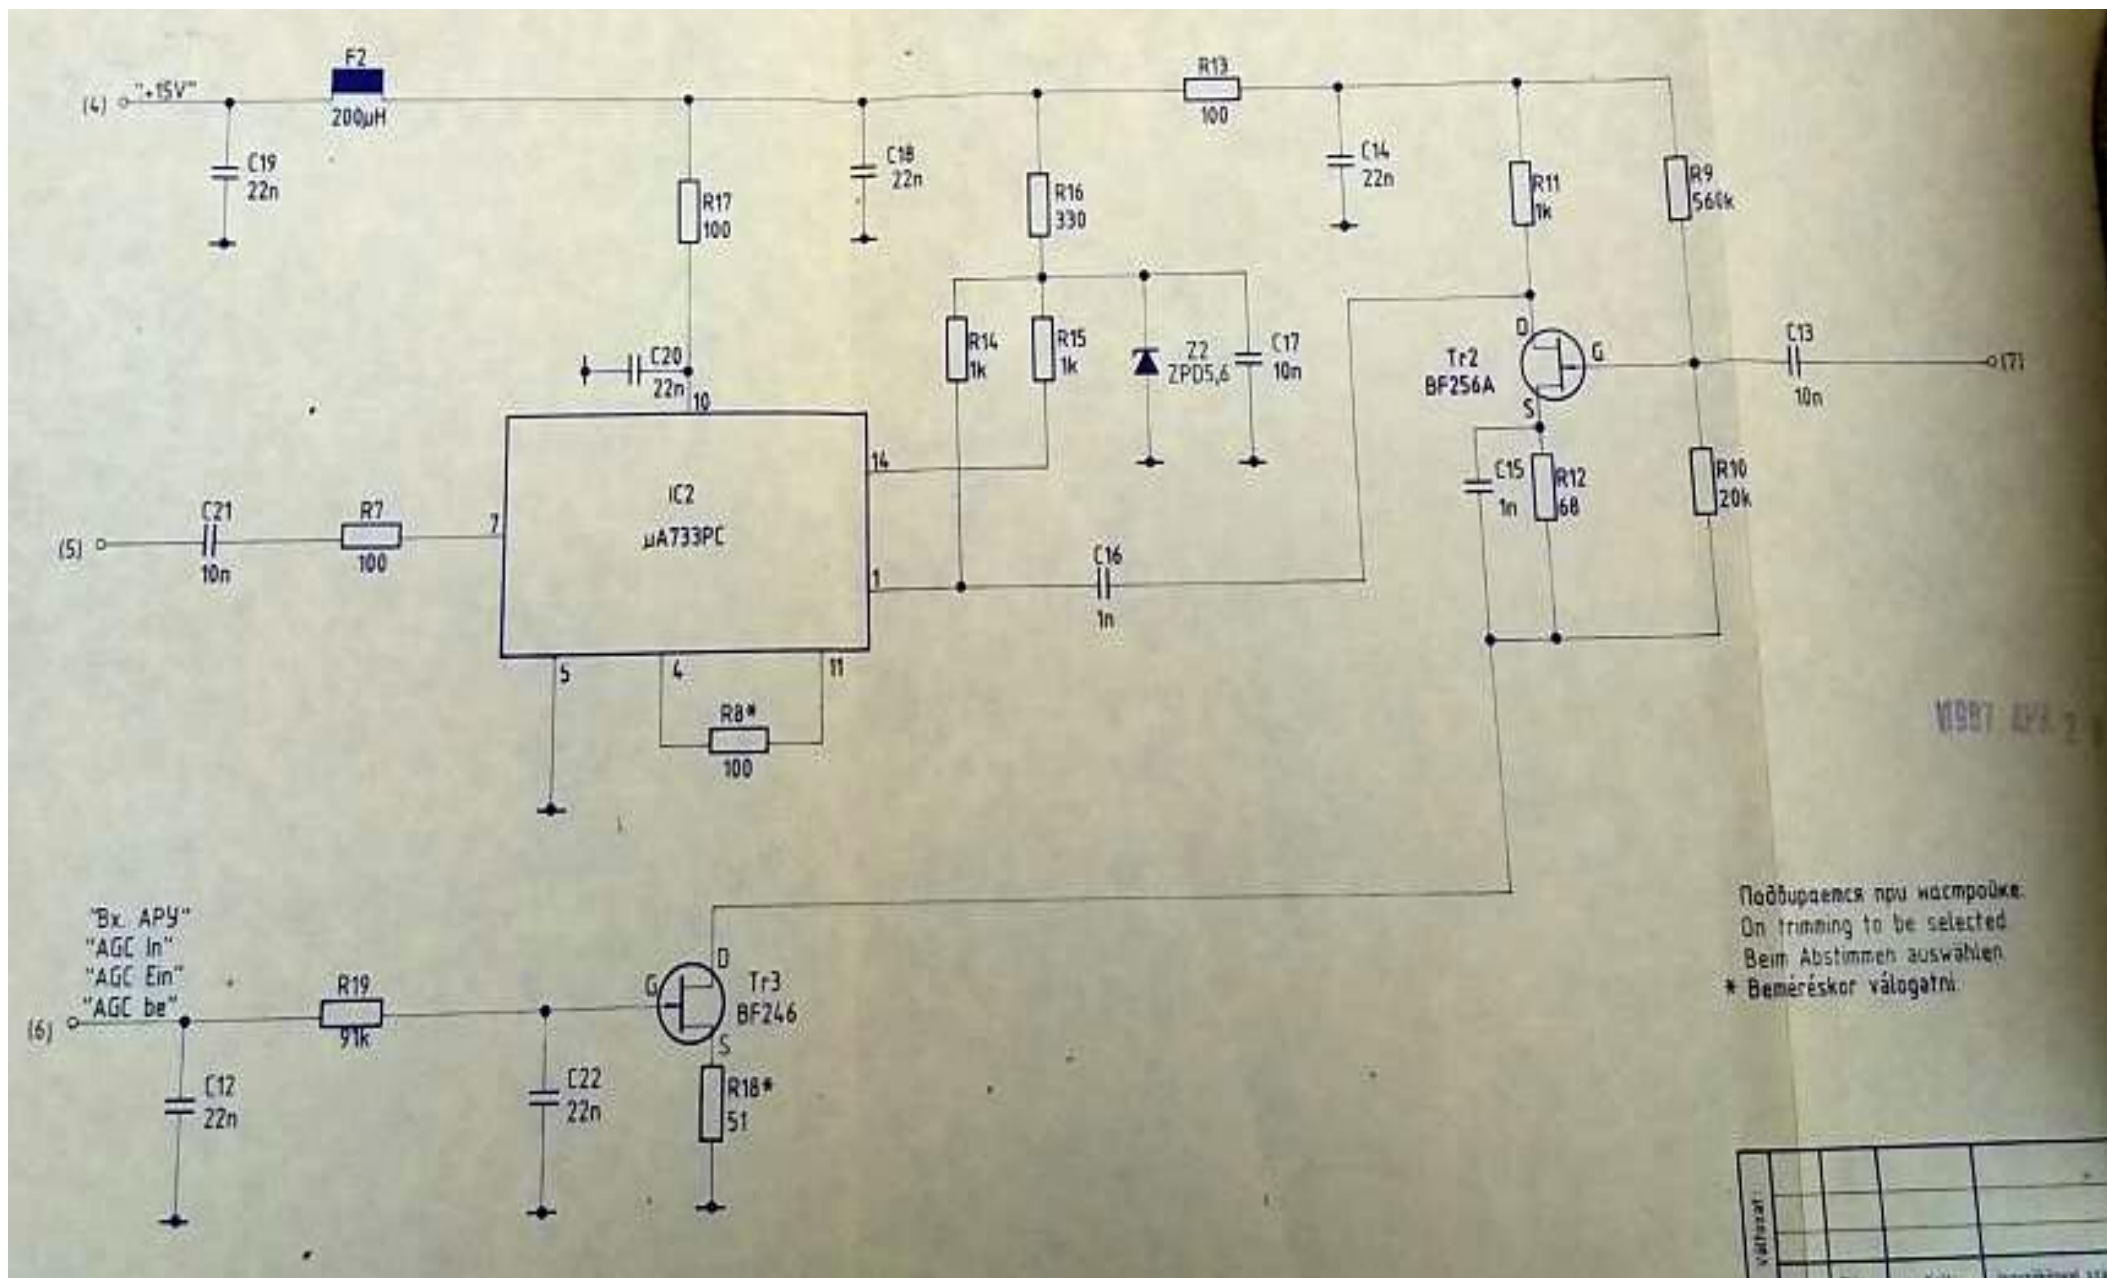 F2
(4) "+15V"
200µH
C19
22n
R17
100
C18
22n
R16
330
R13
100
C14
22n
R11
1k
R9
560k
C20
22n
10
R14
1k
R15
1k
Z2
ZPD5,6
C17
10n
D
Tr2
BF256A
G
S
C13
10n
(7)
14
IC2
µA733PC
7
1
5
4
11
(5)
C21
10n
R7
100
C16
1n
C15
1n
R12
68
R10
20k
R8*
100
"Вх. АРУ"
"AGC In"
"AGC Ein"
"AGC be"
(6)
R19
91k
C12
22n
C22
22n
G
D
S
Tr3
BF246
R18*
51
Подбирается при настройке.
On trimming to be selected
Beim Abstimmen auswählen
* Beméréskor válogatni.